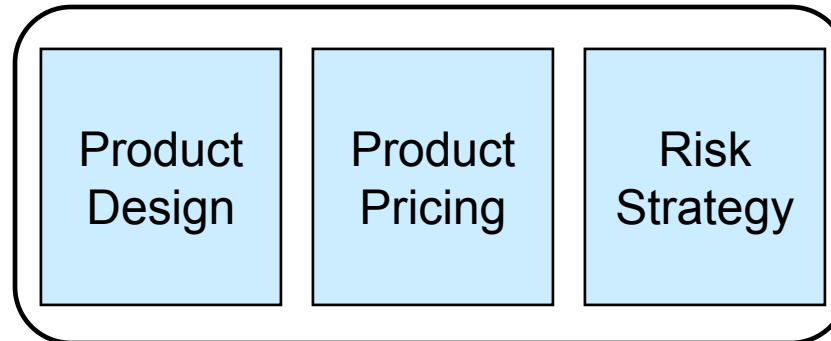 Product
Design
Product
Pricing
Risk
Strategy